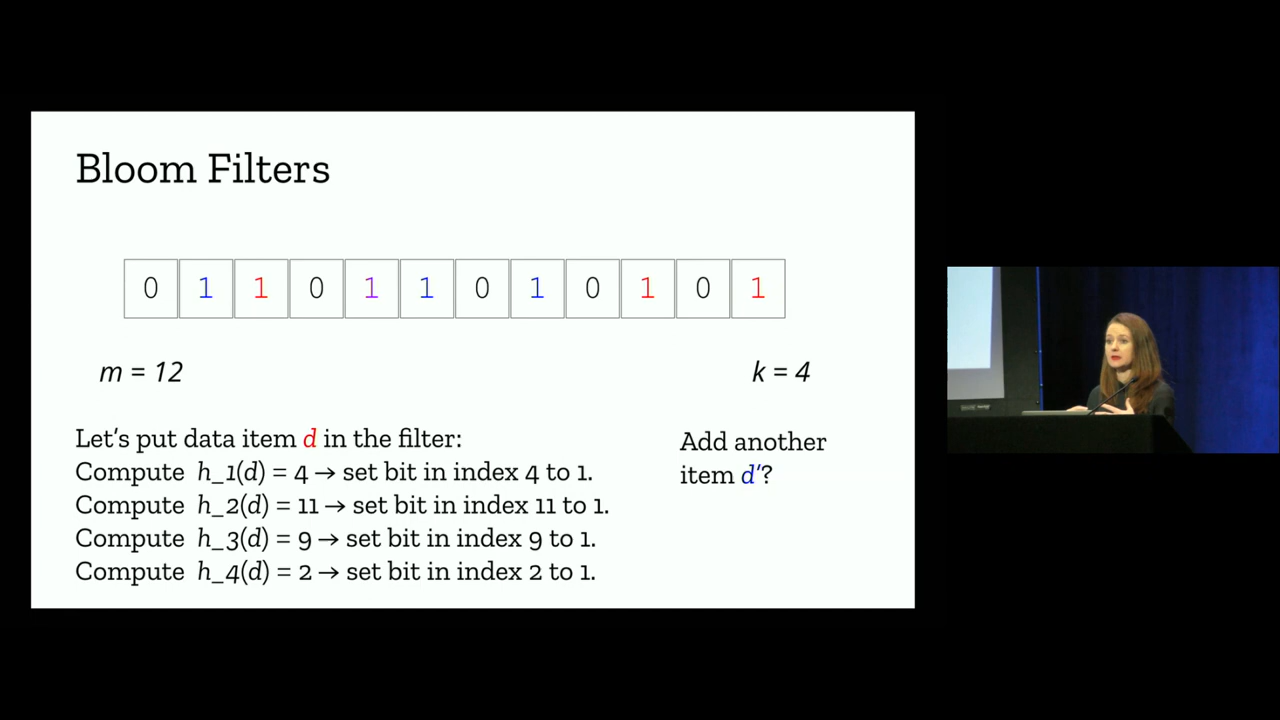 Bloom Filters
0 1 1 0 1 1 0 1 0 1 0 1
m = 12
k = 4
Let's put data item d in the filter:
Compute h_1(d) = 4 → set bit in index 4 to 1.
Compute h_2(d) = 11 → set bit in index 11 to 1.
Compute h_3(d) = 9 → set bit in index 9 to 1.
Compute h_4(d) = 2 → set bit in index 2 to 1.
Add another
item d'?